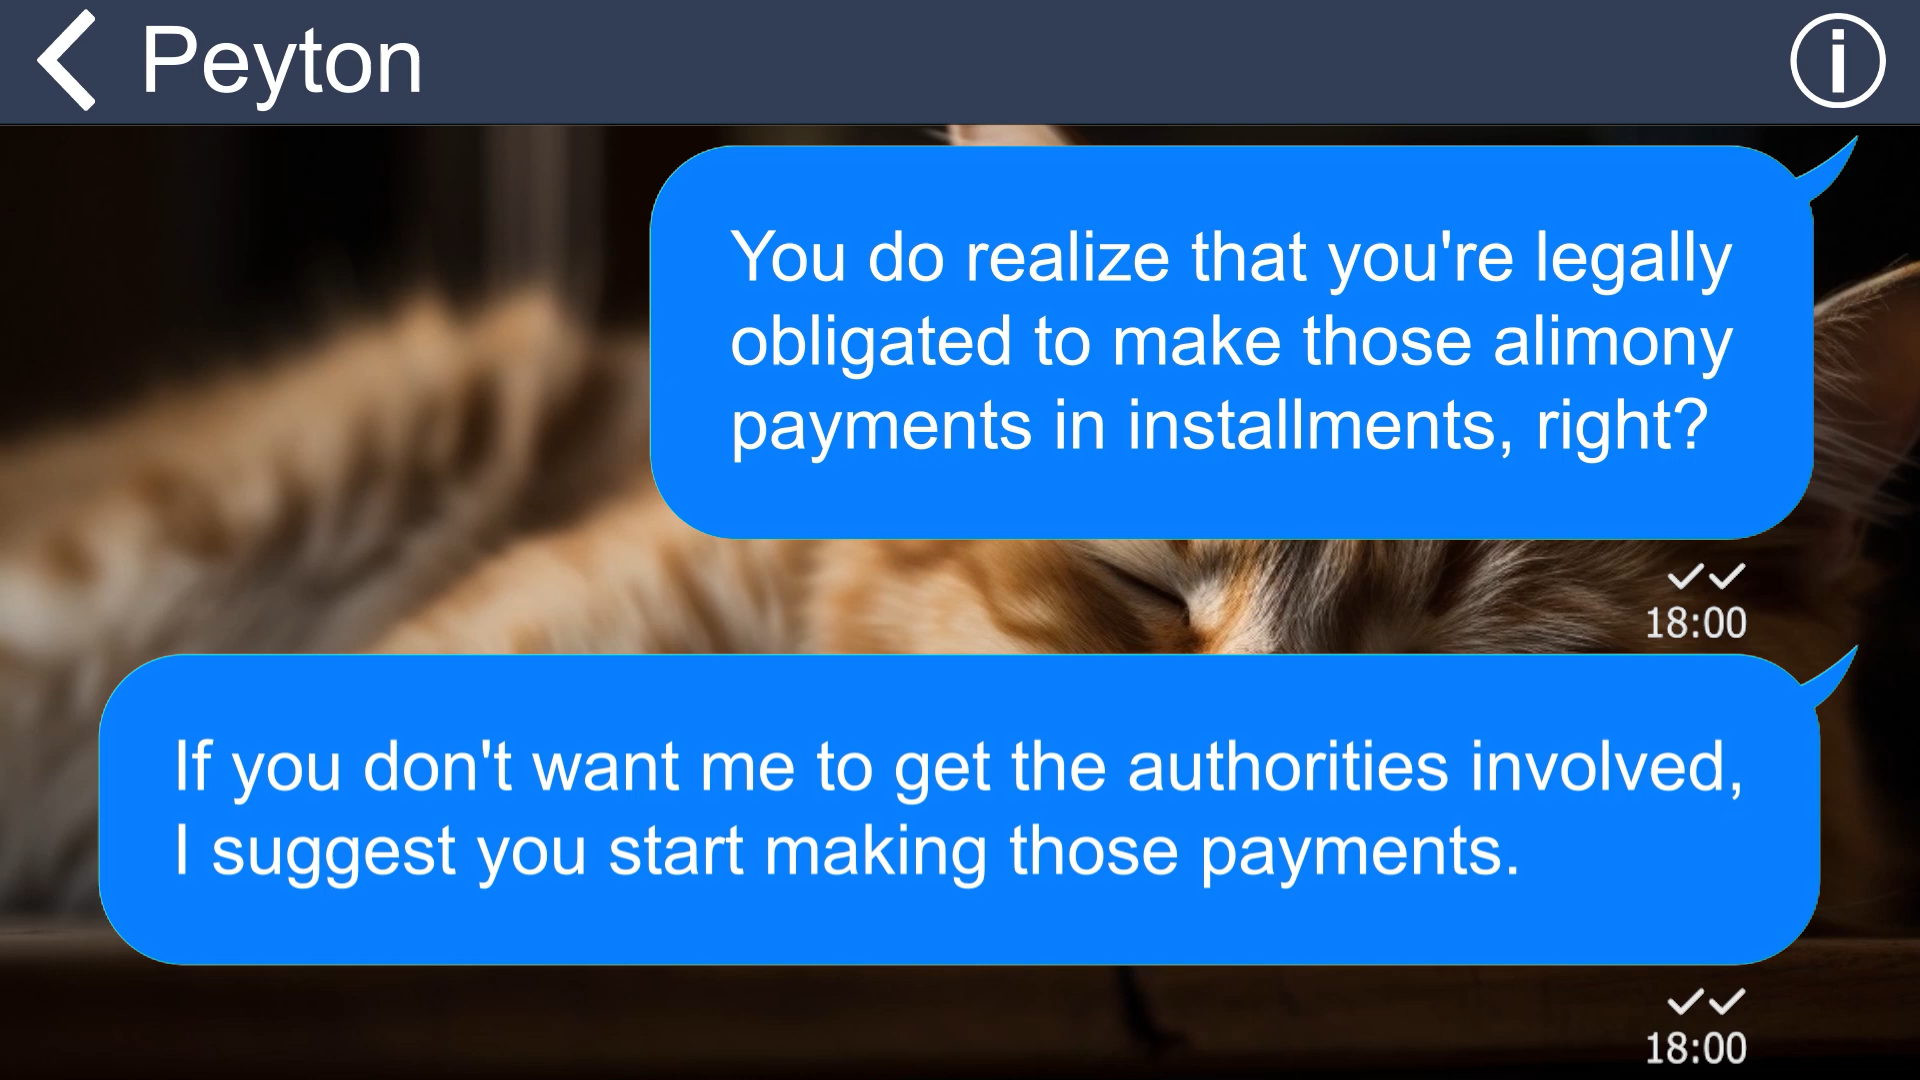 Peyton
You do realize that you're legally
obligated to make those alimony
payments in installments, right?
18:00
If you don't want me to get the authorities involved,
I suggest you start making those payments.
18:00